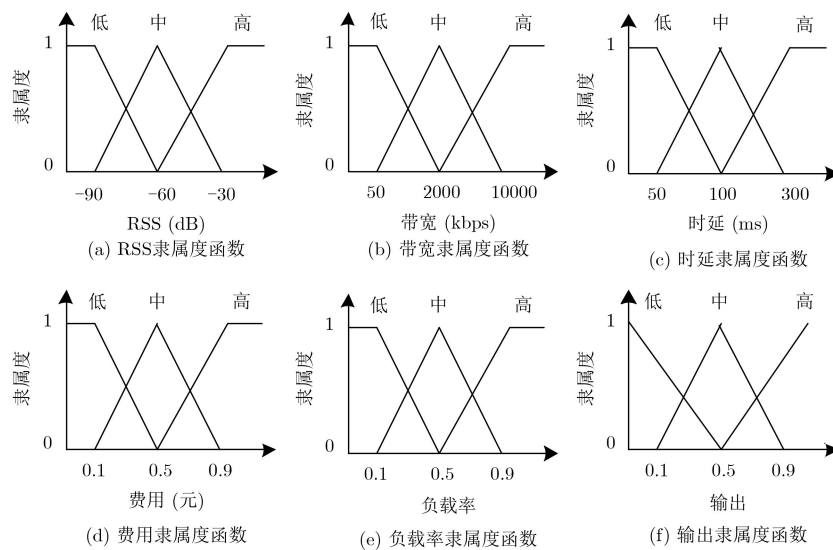 低 中 高
1
隶属度
0
−90 −60 −30
RSS (dB)
(a) RSS隶属度函数
低 中 高
1
隶属度
0
50 2000 10000
带宽 (kbps)
(b) 带宽隶属度函数
低 中 高
1
隶属度
0
50 100 300
时延 (ms)
(c) 时延隶属度函数
低 中 高
1
隶属度
0
0.1 0.5 0.9
费用 (元)
(d) 费用隶属度函数
低 中 高
1
隶属度
0
0.1 0.5 0.9
负载率
(e) 负载率隶属度函数
低 中 高
1
隶属度
0
0.1 0.5 0.9
输出
(f) 输出隶属度函数